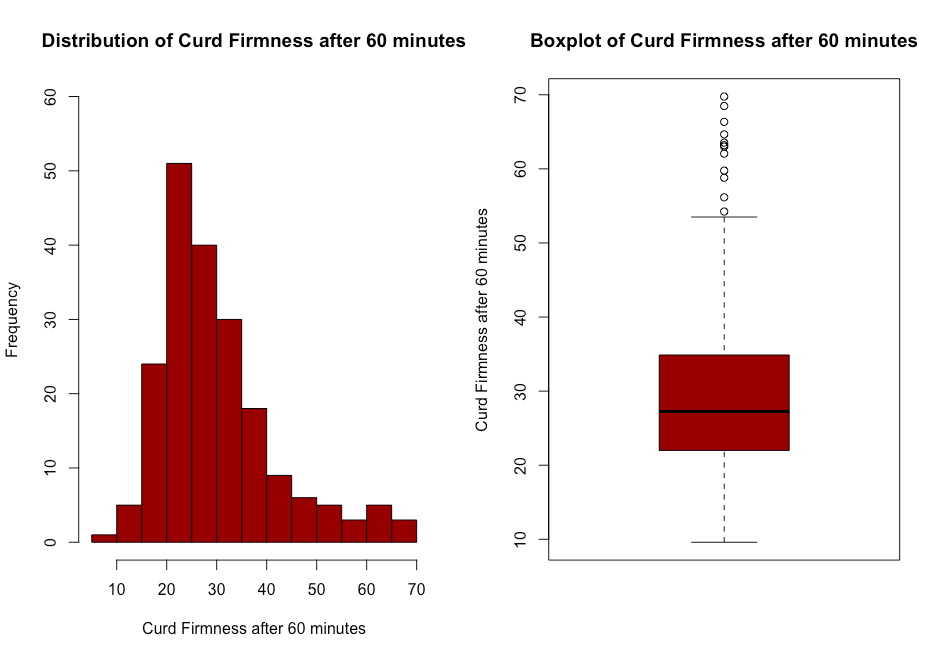 Distribution of Curd Firmness after 60 minutes
60
50
40
30
20
10
0
Frequency
10 20 30 40 50 60 70
Curd Firmness after 60 minutes
Boxplot of Curd Firmness after 60 minutes
70
60
50
40
30
20
10
Curd Firmness after 60 minutes